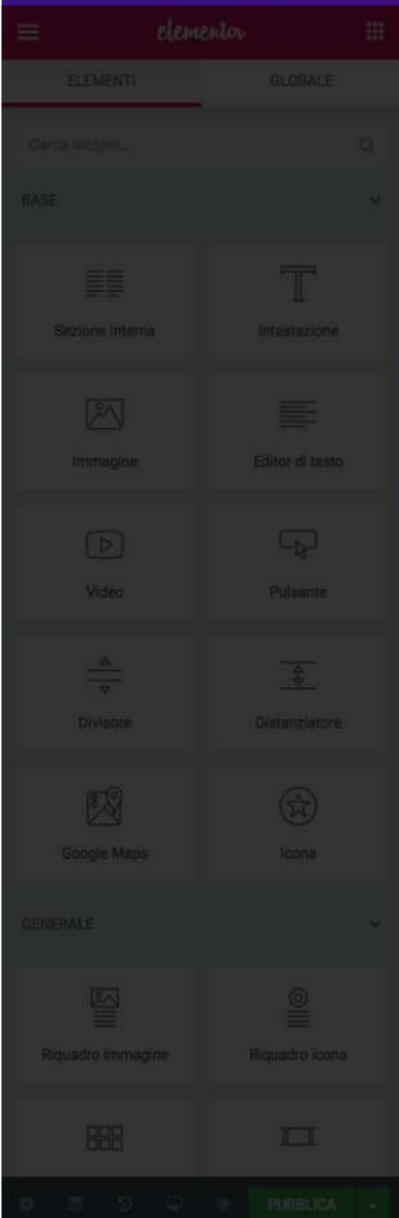 elementor
ELEMENTI GLOBALE
Cerca widget...
BASE
Sezione Interna Intestazione
Immagine Editor di testo
Video Pulsante
Divisore Distanziatore
Google Maps Icona
GENERALE
Riquadro immagine Riquadro icona
PUBBLICA